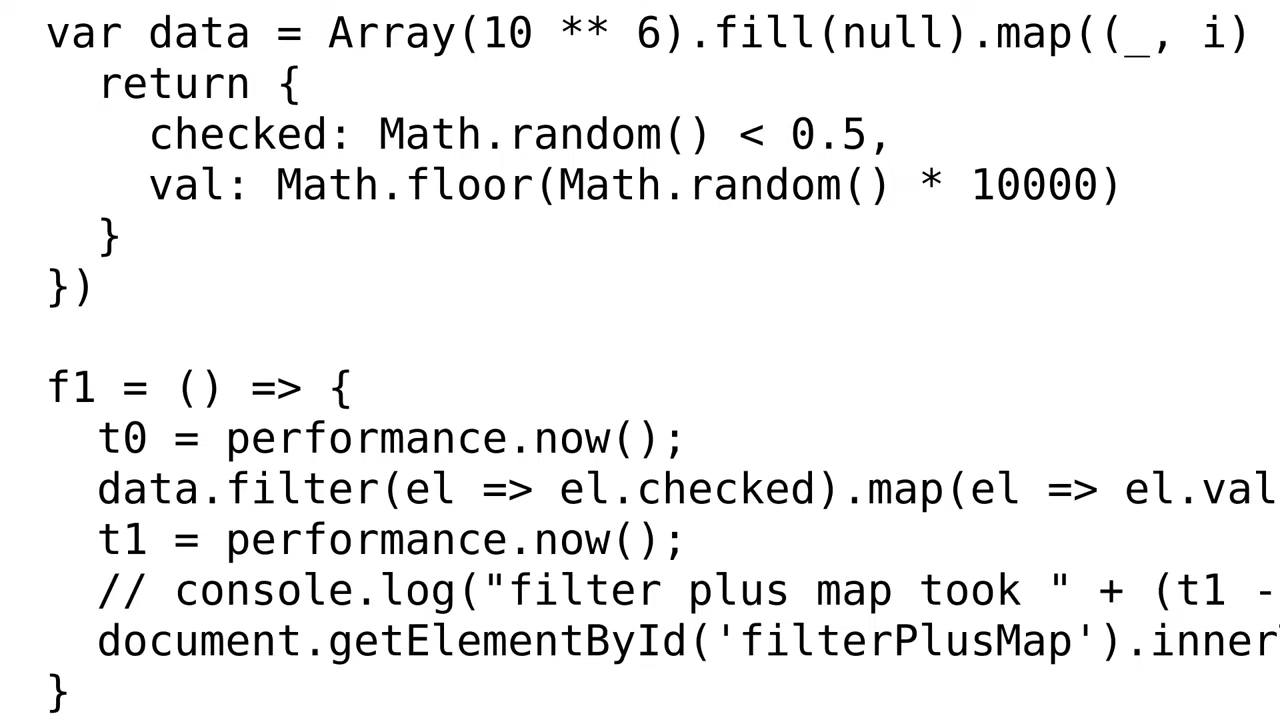 var data = Array(10 ** 6).fill(null).map((_, i)
  return {
    checked: Math.random() < 0.5,
    val: Math.floor(Math.random() * 10000)
  }
})

f1 = () => {
  t0 = performance.now();
  data.filter(el => el.checked).map(el => el.val
  t1 = performance.now();
  // console.log("filter plus map took " + (t1 -
  document.getElementById('filterPlusMap').inner
}